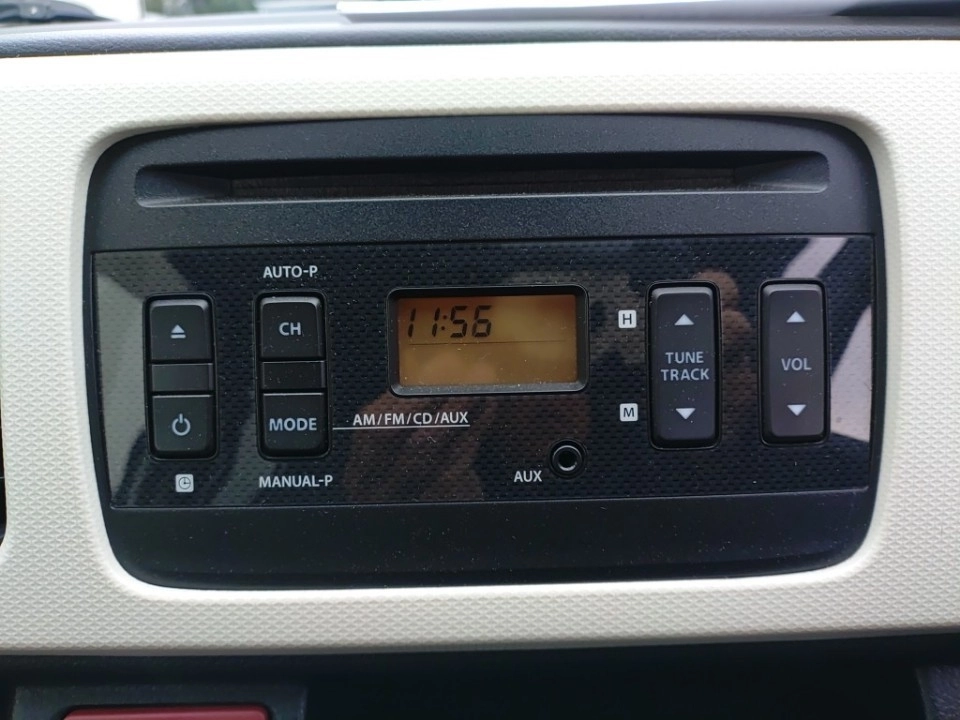 AUTO-P
CH
11:56
H
TUNE
TRACK
VOL
MODE
AM/FM/CD/AUX
M
AUX
MANUAL-P